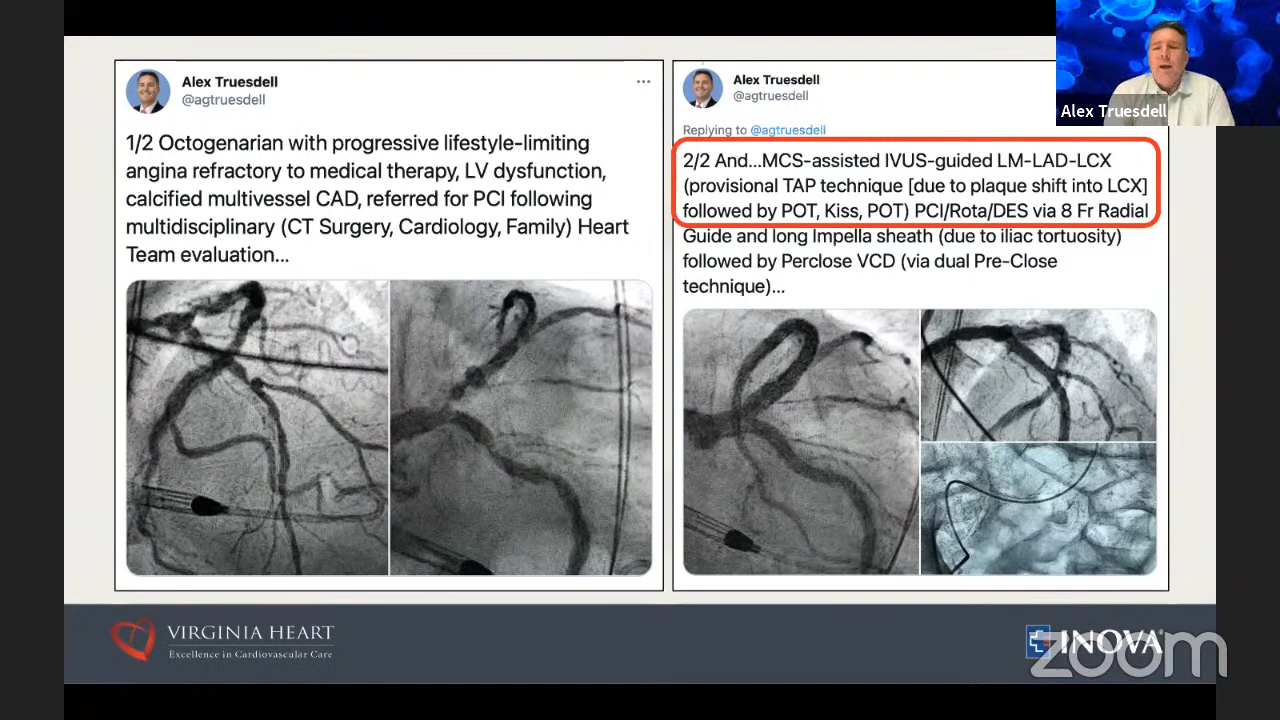 Alex Truesdell
@agtruesdell
1/2 Octogenarian with progressive lifestyle-limiting
angina refractory to medical therapy, LV dysfunction,
calcified multivessel CAD, referred for PCI following
multidisciplinary (CT Surgery, Cardiology, Family) Heart
Team evaluation...
Alex Truesdell
@agtruesdell
Replying to @agtruesdell
2/2 And...MCS-assisted IVUS-guided LM-LAD-LCX
(provisional TAP technique [due to plaque shift into LCX]
followed by POT, Kiss, POT) PCI/Rota/DES via 8 Fr Radial
Guide and long Impella sheath (due to iliac tortuosity)
followed by Perclose VCD (via dual Pre-Close
technique)...
Alex Truesdell
VIRGINIA HEART
Excellence in Cardiovascular Care
INOVA
zoom